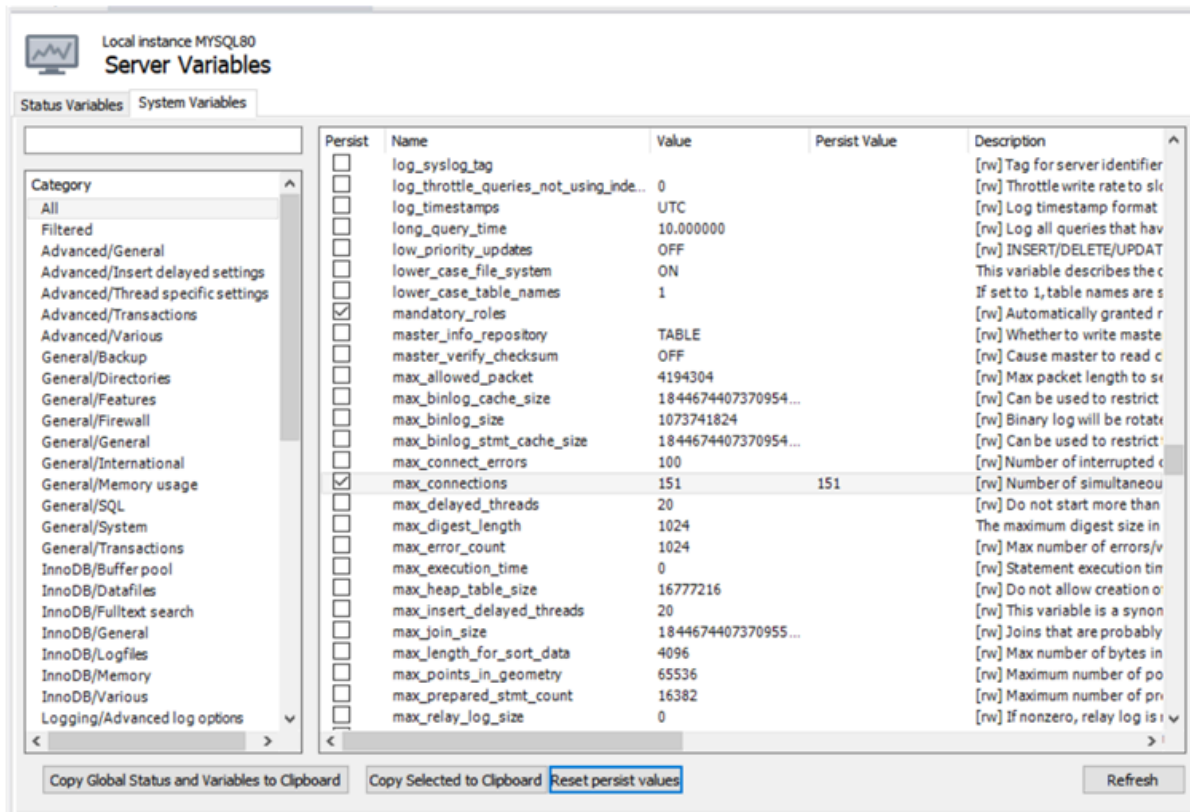 Local instance MYSQL80
Server Variables
Status Variables System Variables
Persist Name Value Persist Value Description
Category
All
Filtered
Advanced/General
Advanced/Insert delayed settings
Advanced/Thread specific settings
Advanced/Transactions
Advanced/Various
General/Backup
General/Directories
General/Features
General/Firewall
General/General
General/International
General/Memory usage
General/SQL
General/System
General/Transactions
InnoDB/Buffer pool
InnoDB/Datafiles
InnoDB/Fulltext search
InnoDB/General
InnoDB/Logfiles
InnoDB/Memory
InnoDB/Various
Logging/Advanced log options
log_syslog_tag [rw] Tag for server identifier
log_throttle_queries_not_using_inde... 0 [rw] Throttle write rate to slo
log_timestamps UTC [rw] Log timestamp format
long_query_time 10.000000 [rw] Log all queries that hav
low_priority_updates OFF [rw] INSERT/DELETE/UPDAT
lower_case_file_system ON This variable describes the c
lower_case_table_names 1 If set to 1, table names are s
mandatory_roles [rw] Automatically granted r
master_info_repository TABLE [rw] Whether to write maste
master_verify_checksum OFF [rw] Cause master to read c
max_allowed_packet 4194304 [rw] Max packet length to se
max_binlog_cache_size 1844674407370954... [rw] Can be used to restrict
max_binlog_size 1073741824 [rw] Binary log will be rotate
max_binlog_stmt_cache_size 1844674407370954... [rw] Can be used to restrict
max_connect_errors 100 [rw] Number of interrupted c
max_connections 151 151 [rw] Number of simultaneou
max_delayed_threads 20 [rw] Do not start more than
max_digest_length 1024 The maximum digest size in
max_error_count 1024 [rw] Max number of errors/w
max_execution_time 0 [rw] Statement execution tim
max_heap_table_size 16777216 [rw] Do not allow creation o
max_insert_delayed_threads 20 [rw] This variable is a synon
max_join_size 1844674407370955... [rw] Joins that are probably
max_length_for_sort_data 4096 [rw] Max number of bytes in
max_points_in_geometry 65536 [rw] Maximum number of po
max_prepared_stmt_count 16382 [rw] Maximum number of pre
max_relay_log_size 0 [rw] If nonzero, relay log is
Copy Global Status and Variables to Clipboard Copy Selected to Clipboard Reset persist values Refresh